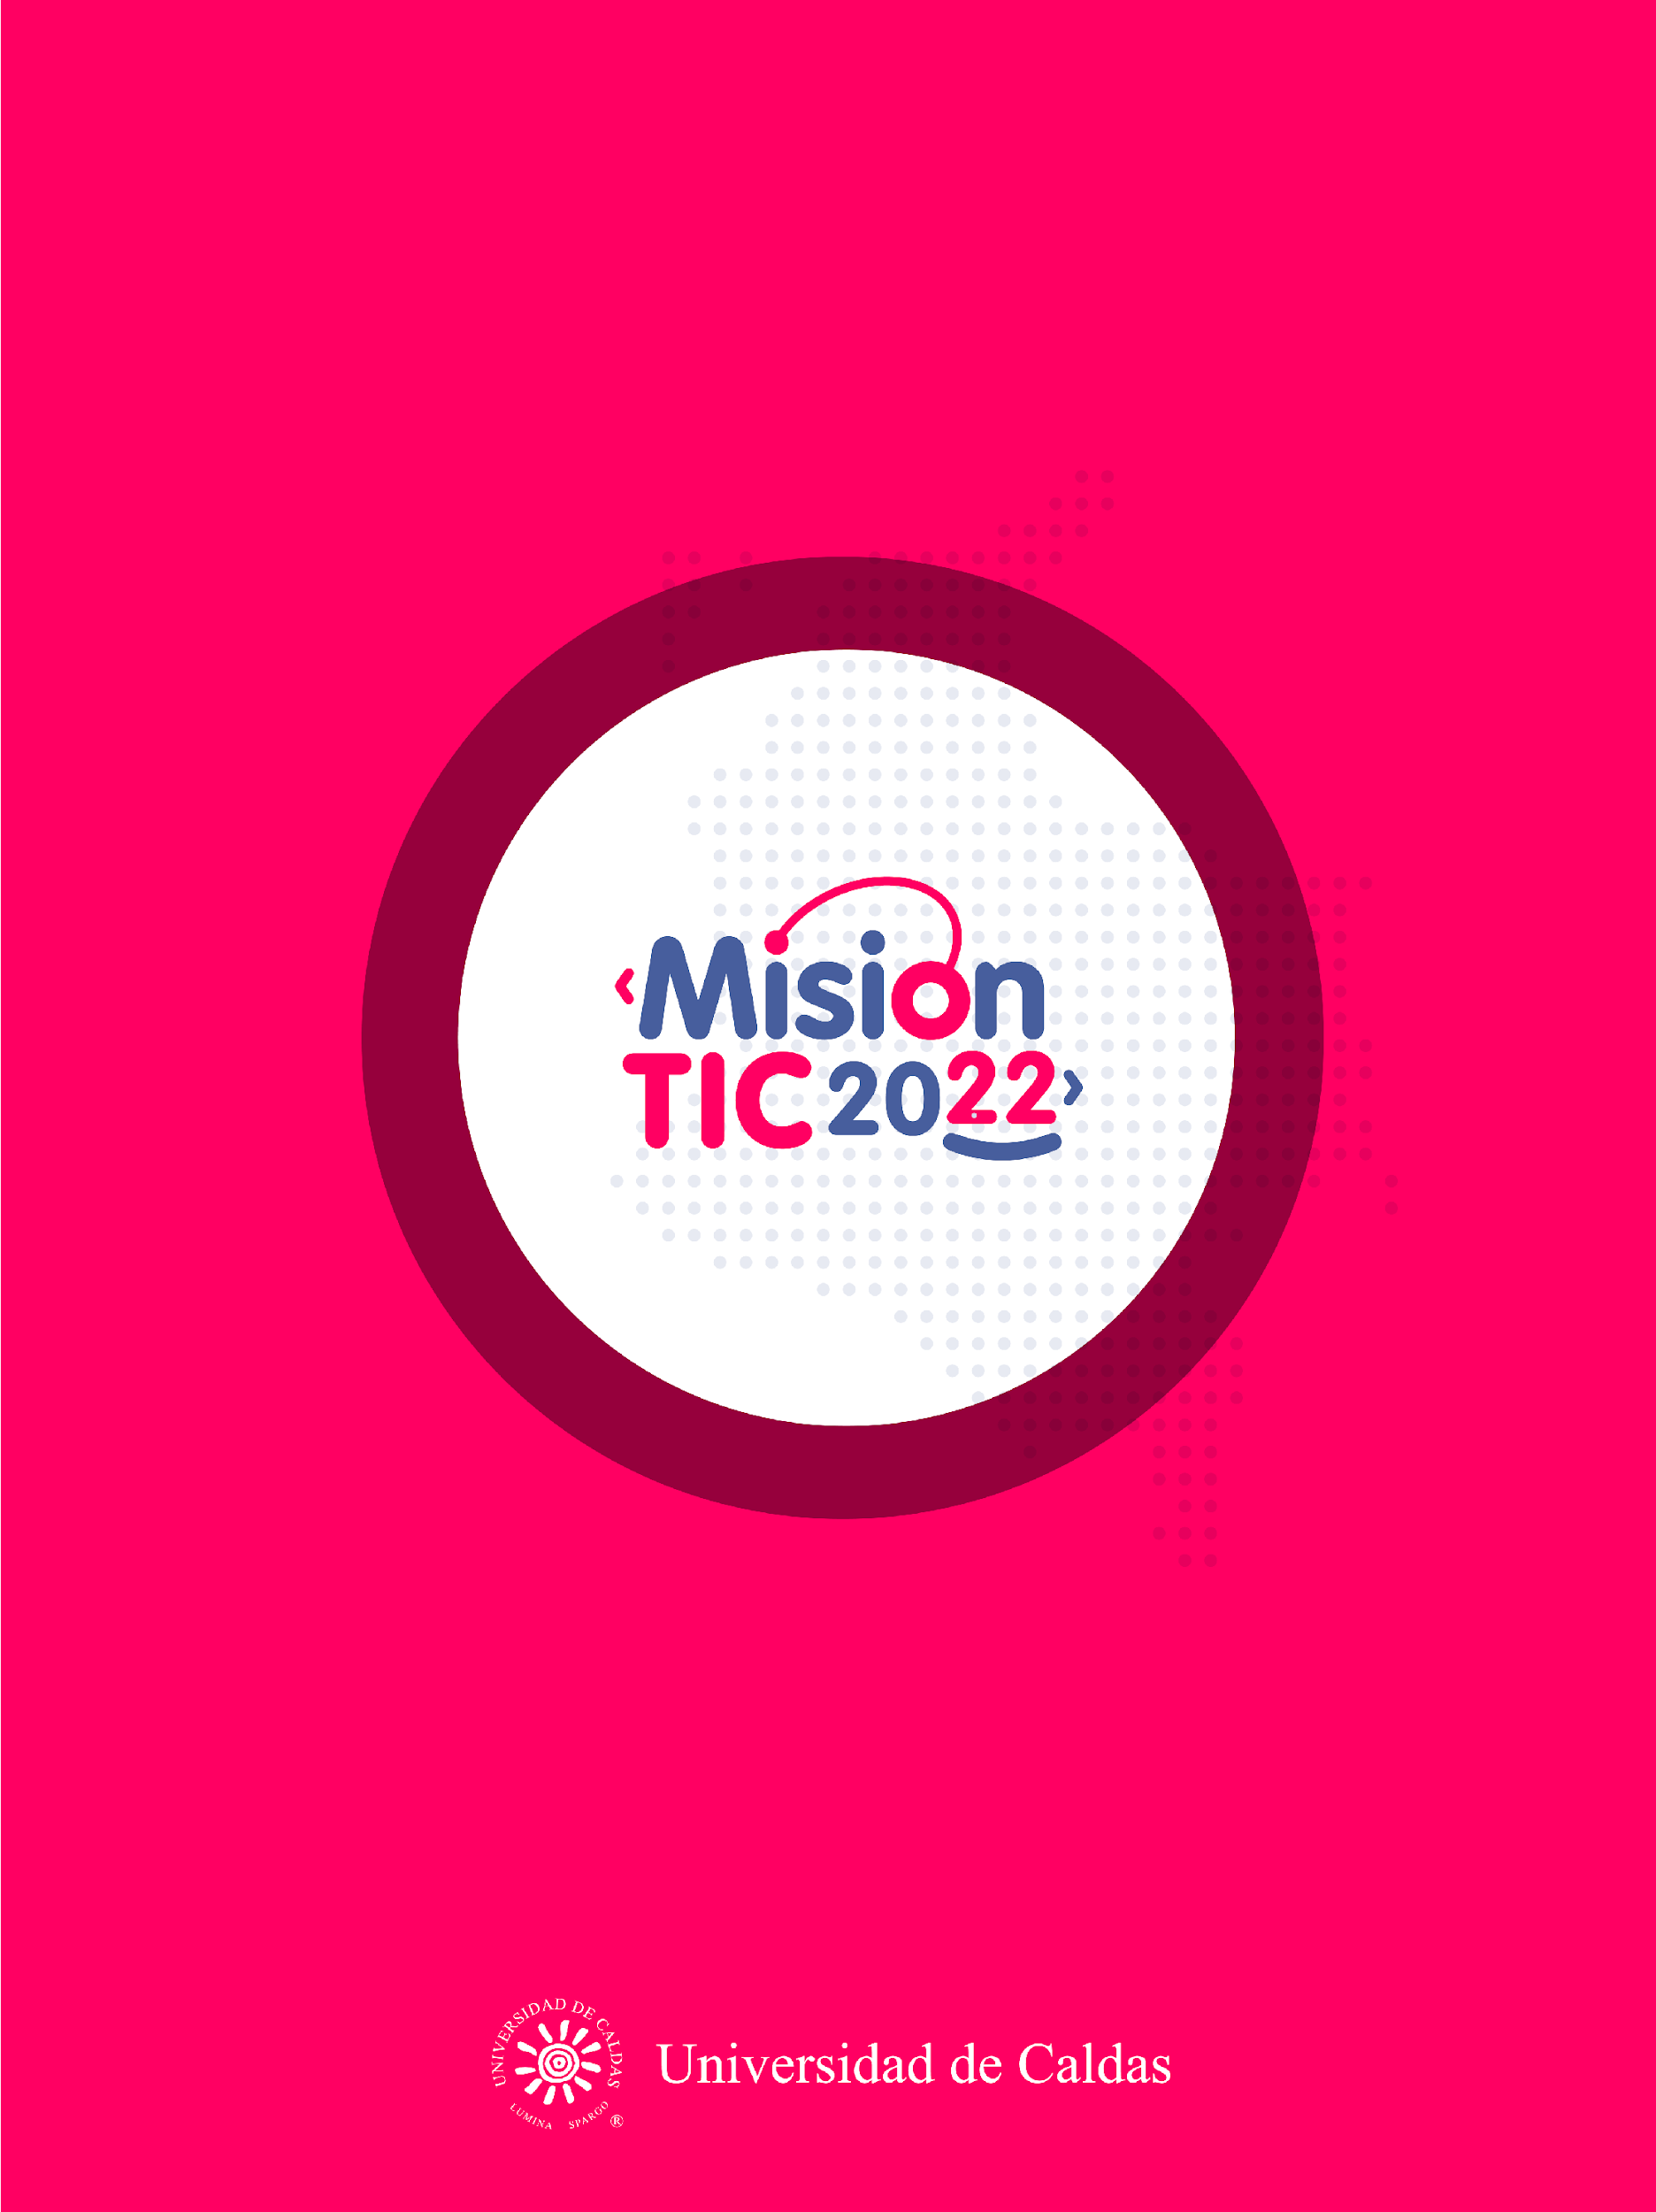 ‹Mision
TIC 2022›
UNIVERSIDAD DE CALDAS
LUMINA SPARGO ®
Universidad de Caldas